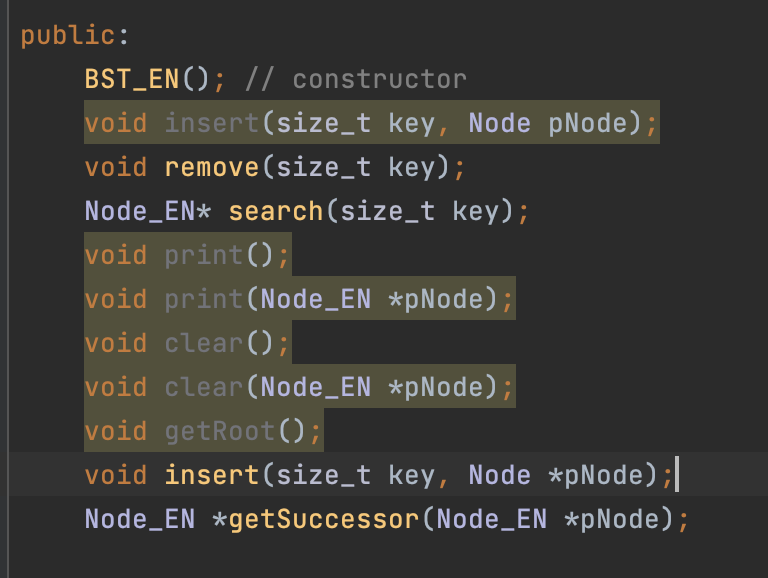 public:
BST_EN(); // constructor
void insert(size_t key, Node pNode);
void remove(size_t key);
Node_EN* search(size_t key);
void print();
void print(Node_EN *pNode);
void clear();
void clear(Node_EN *pNode);
void getRoot();
void insert(size_t key, Node *pNode);
Node_EN *getSuccessor(Node_EN *pNode);